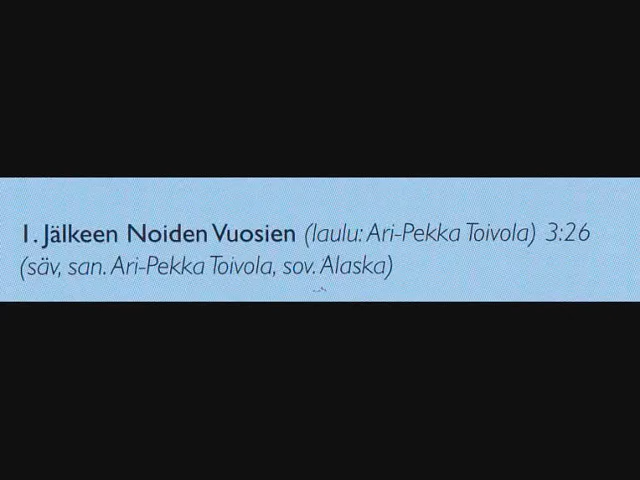 1. Jälkeen Noiden Vuosien (laulu: Ari-Pekka Toivola) 3:26
(säv, san. Ari-Pekka Toivola, sov. Alaska)